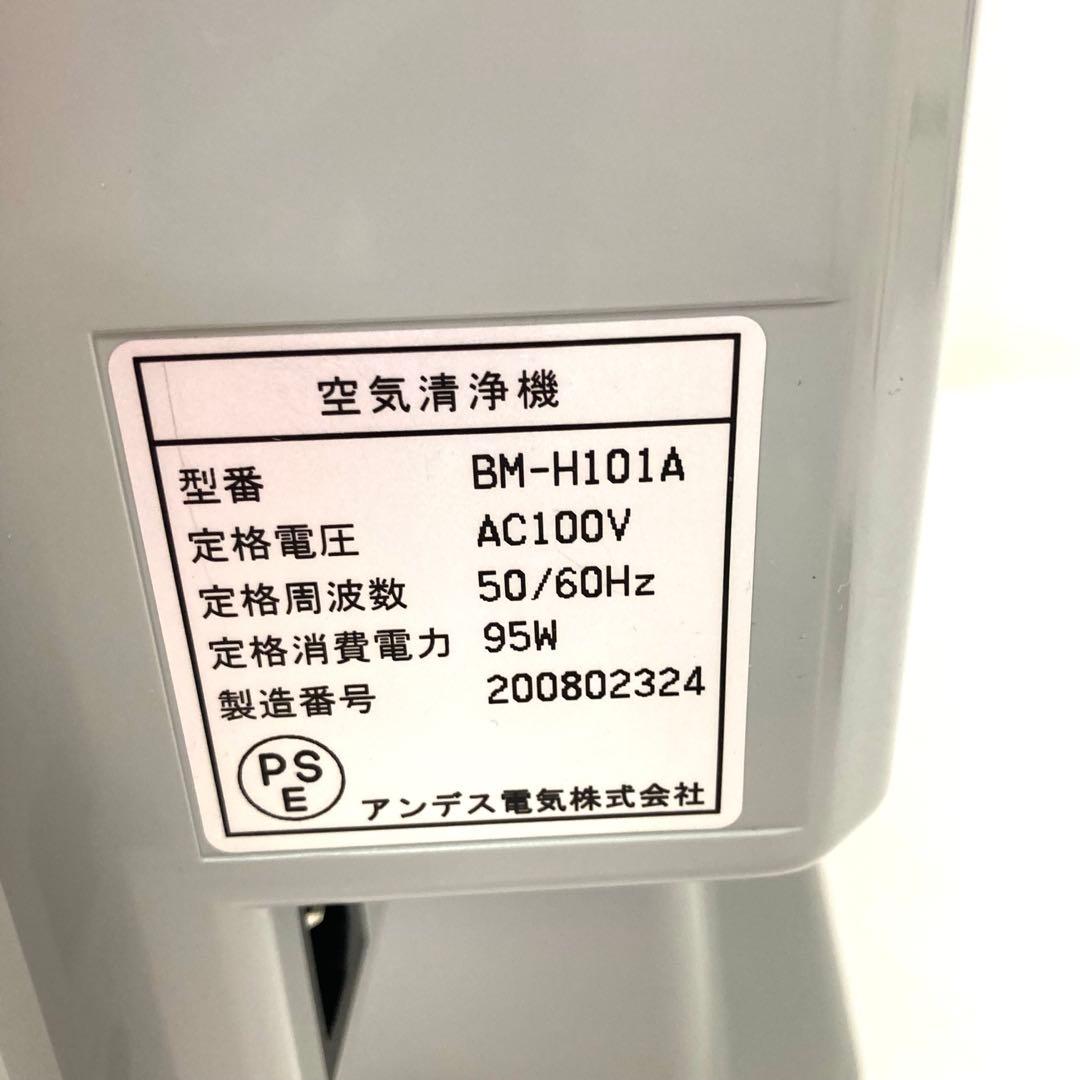 空気清浄機
型番 BM-H101A
定格電圧 AC100V
定格周波数 50/60Hz
定格消費電力 95W
製造番号 200802324
PS
E
アンデス電気株式会社